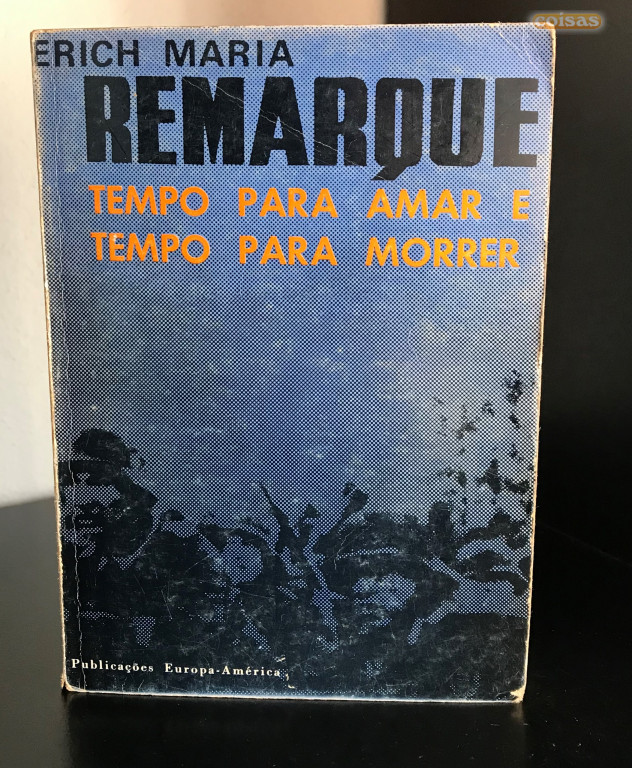 coisas
ERICH MARIA
REMARQUE
TEMPO PARA AMAR E
TEMPO PARA MORRER
Publicações Europa-América